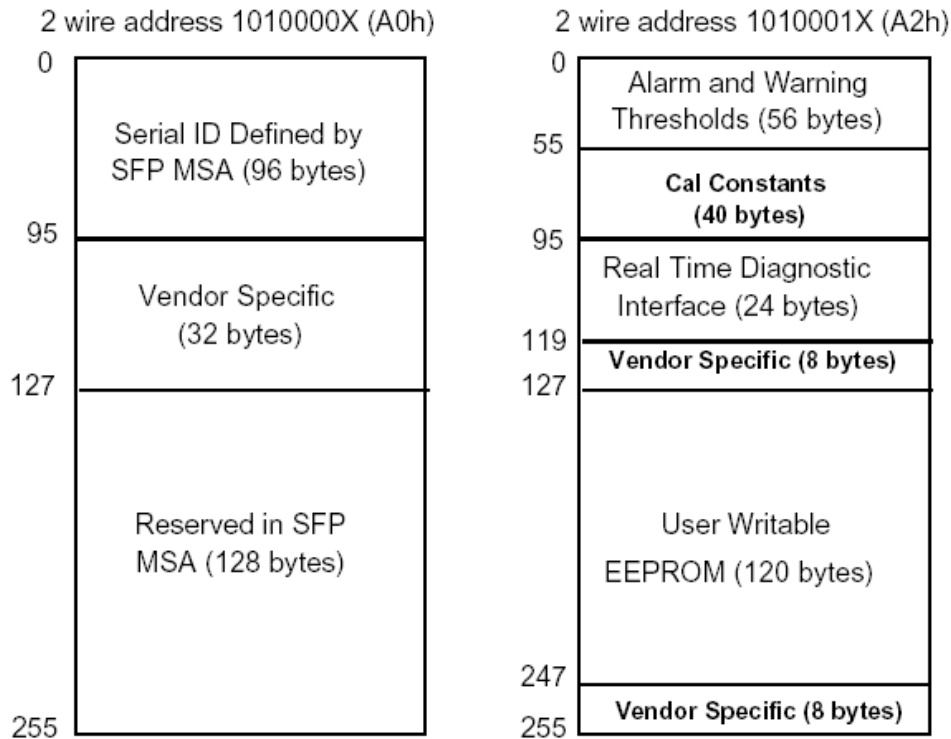 2 wire address 1010000X (A0h)
0
Serial ID Defined by
SFP MSA (96 bytes)
95
Vendor Specific
(32 bytes)
127
Reserved in SFP
MSA (128 bytes)
255
2 wire address 1010001X (A2h)
0
Alarm and Warning
Thresholds (56 bytes)
55
Cal Constants
(40 bytes)
95
Real Time Diagnostic
Interface (24 bytes)
119
Vendor Specific (8 bytes)
127
User Writable
EEPROM (120 bytes)
247
Vendor Specific (8 bytes)
255